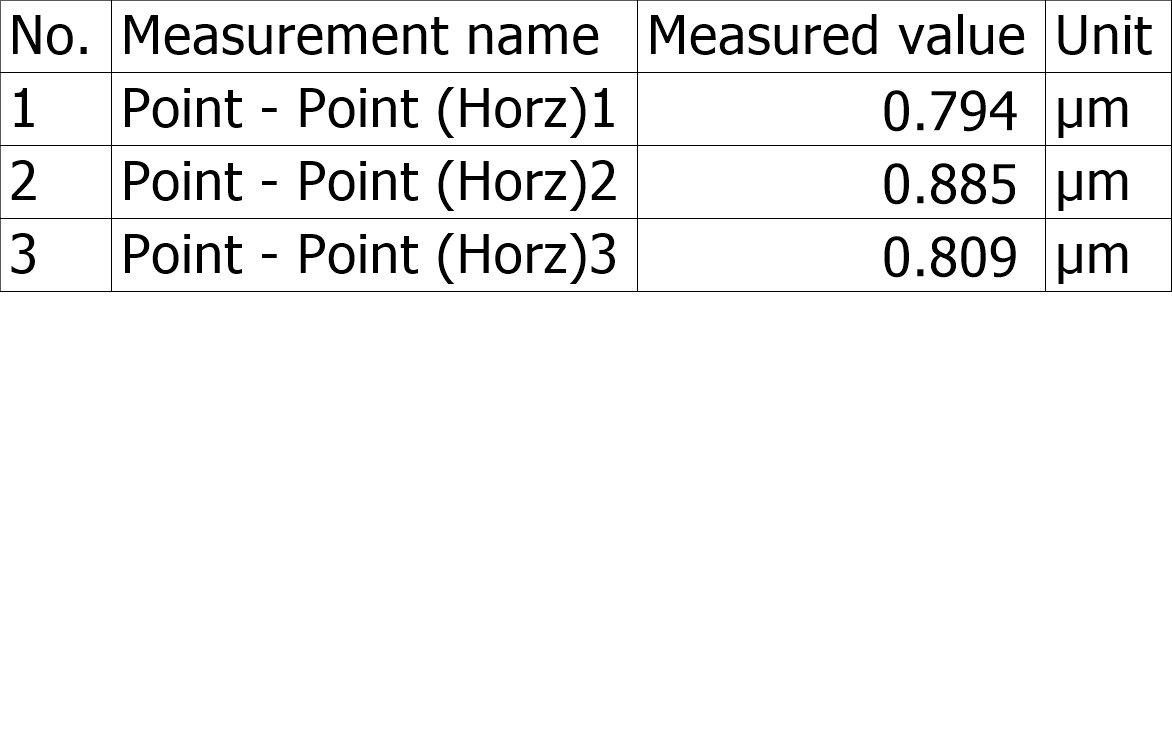 No. Measurement name Measured value Unit
1 Point - Point (Horz)1 0.794 µm
2 Point - Point (Horz)2 0.885 µm
3 Point - Point (Horz)3 0.809 µm